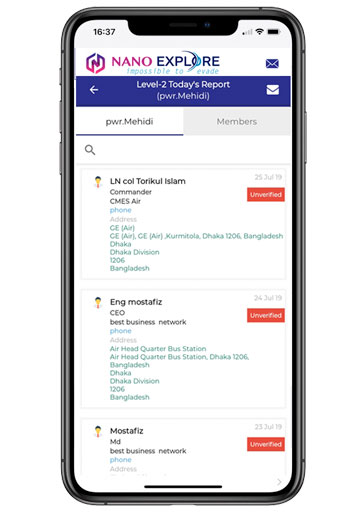 16:37
NANO EXPLORE
impossible to evade
Level-2 Today's Report
(pwr.Mehidi)
pwr.Mehidi
Members
25 Jul 19
LN col Torikul Islam
Unverified
Commander
CMES Air
phone
Address
GE (Air)
GE (Air), GE (Air) ,Kurmitola, Dhaka 1206, Bangladesh
Dhaka
Dhaka Division
1206
Bangladesh
24 Jul 19
Eng mostafiz
Unverified
CEO
best business network
phone
Address
Air Head Quarter Bus Station
Air Head Quarter Bus Station, Dhaka 1206,
Bangladesh
Dhaka
Dhaka Division
1206
Bangladesh
23 Jul 19
Mostafiz
Unverified
Md
best business network
phone
Address